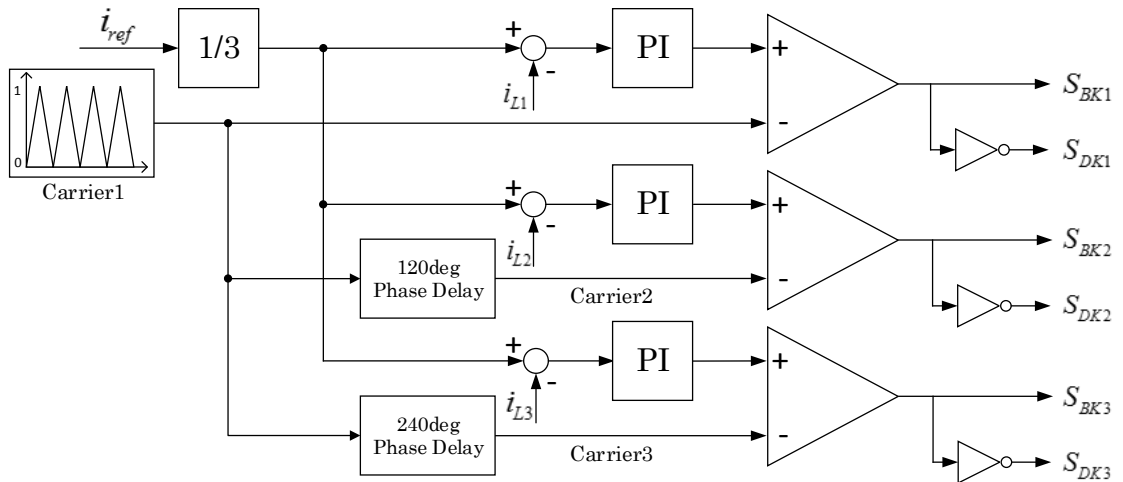 i_ref
1/3
+
-
i_L1
PI
+
-
S_BK1
S_DK1
1
0
Carrier1
+
-
i_L2
PI
+
-
S_BK2
S_DK2
120deg
Phase Delay
Carrier2
+
-
i_L3
PI
+
-
S_BK3
S_DK3
240deg
Phase Delay
Carrier3